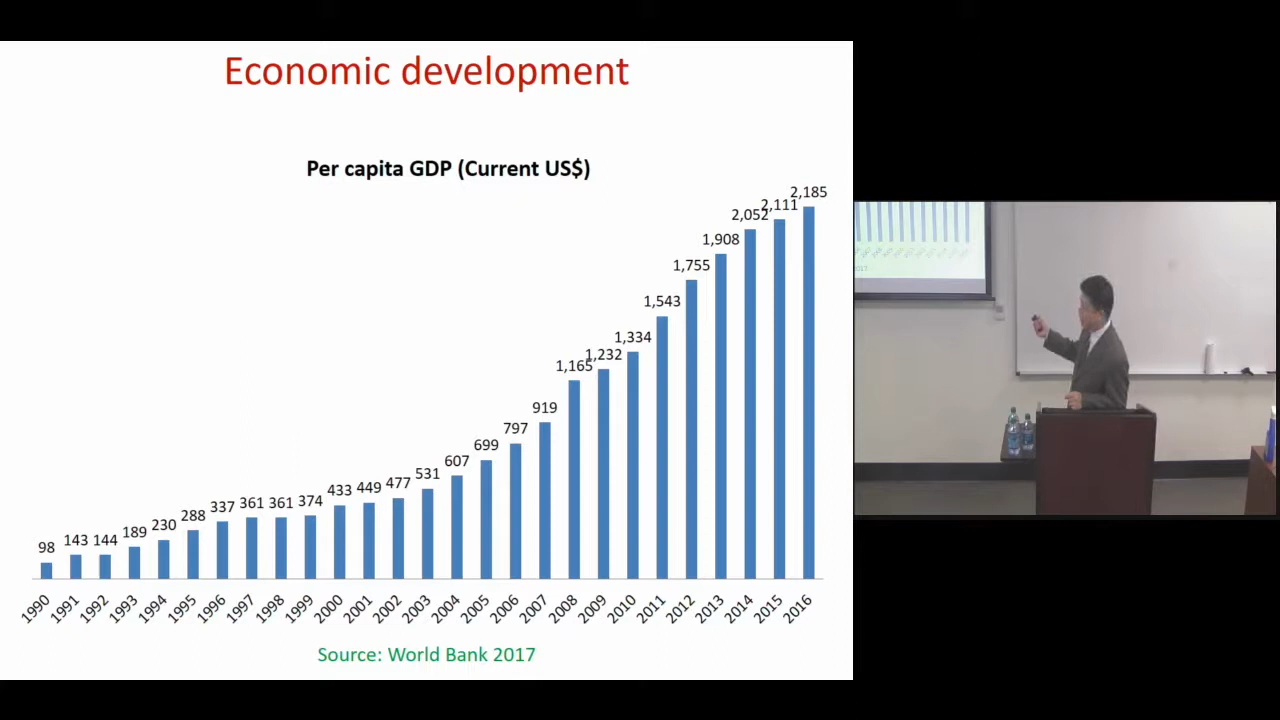 Economic development
Per capita GDP (Current US$)
98 143 144 189 230 288 337 361 361 374 433 449 477 531 607 699 797 919 1,165 1,232 1,334 1,543 1,755 1,908 2,052 2,111 2,185
1990 1991 1992 1993 1994 1995 1996 1997 1998 1999 2000 2001 2002 2003 2004 2005 2006 2007 2008 2009 2010 2011 2012 2013 2014 2015 2016
Source: World Bank 2017